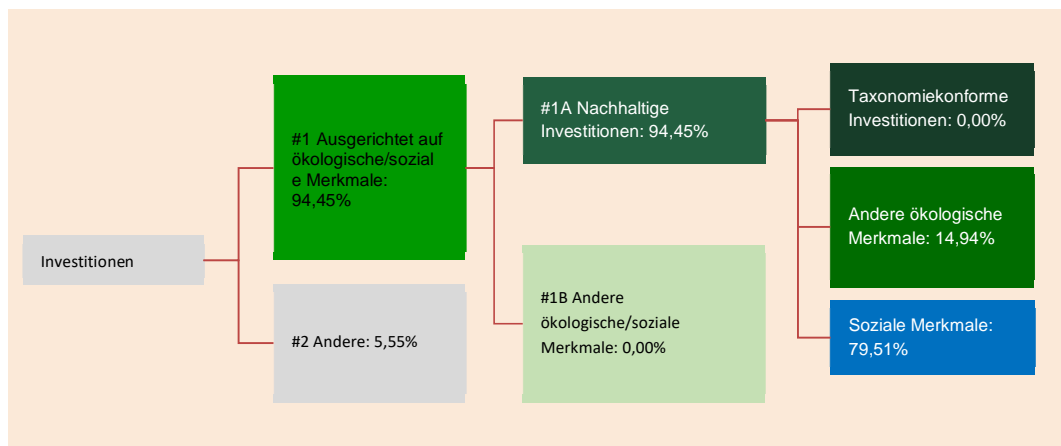 Investitionen
#1 Ausgerichtet auf
ökologische/sozial
e Merkmale:
94,45%
#2 Andere: 5,55%
#1A Nachhaltige
Investitionen: 94,45%
#1B Andere
ökologische/soziale
Merkmale: 0,00%
Taxonomiekonforme
Investitionen: 0,00%
Andere ökologische
Merkmale: 14,94%
Soziale Merkmale:
79,51%